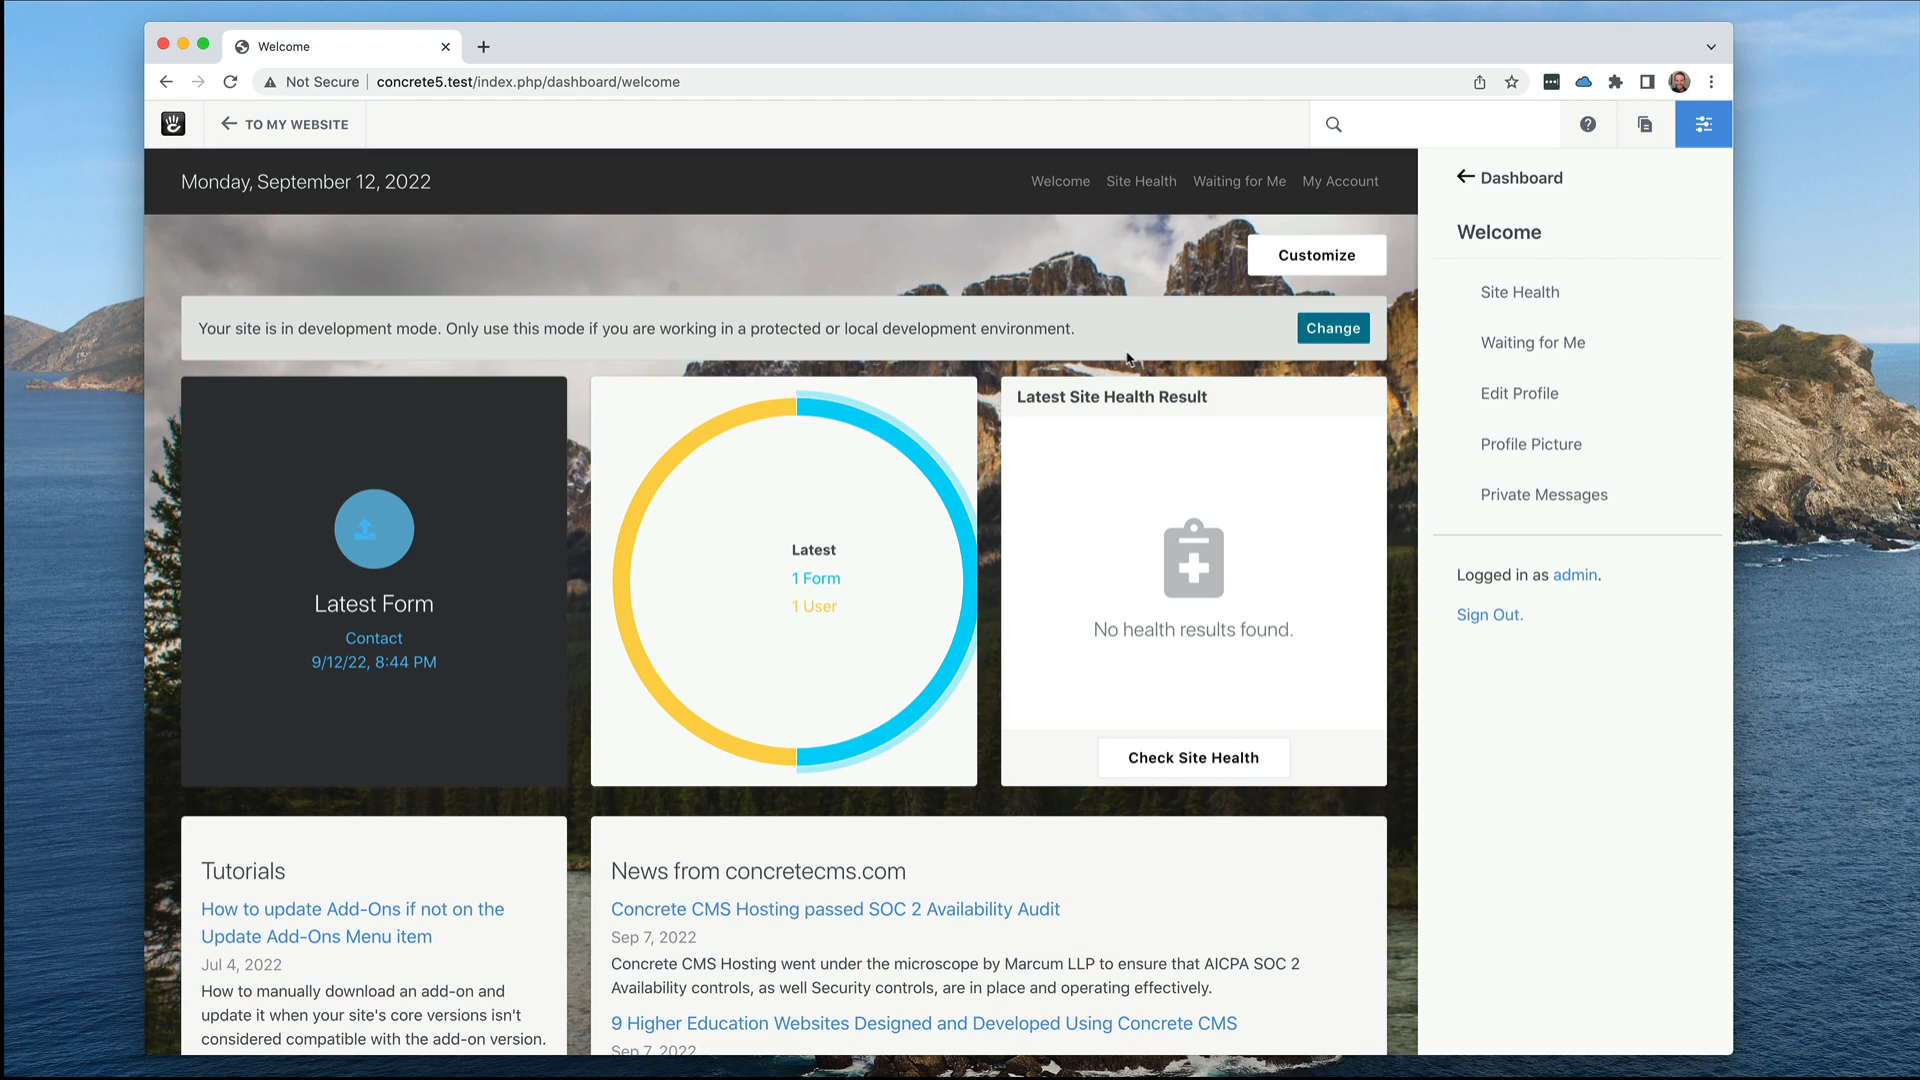 Welcome
Not Secure
concrete5.test/index.php/dashboard/welcome
TO MY WEBSITE
Monday, September 12, 2022
Welcome Site Health Waiting for Me My Account
Customize
Your site is in development mode. Only use this mode if you are working in a protected or local development environment.
Change
Latest Form
Contact
9/12/22, 8:44 PM
Latest
1 Form
1 User
Latest Site Health Result
No health results found.
Check Site Health
Tutorials
How to update Add-Ons if not on the
Update Add-Ons Menu item
Jul 4, 2022
How to manually download an add-on and
update it when your site's core versions isn't
considered compatible with the add-on version.
News from concretecms.com
Concrete CMS Hosting passed SOC 2 Availability Audit
Sep 7, 2022
Concrete CMS Hosting went under the microscope by Marcum LLP to ensure that AICPA SOC 2
Availability controls, as well Security controls, are in place and operating effectively.
9 Higher Education Websites Designed and Developed Using Concrete CMS
Sep 7, 2022
Dashboard
Welcome
Site Health
Waiting for Me
Edit Profile
Profile Picture
Private Messages
Logged in as admin.
Sign Out.